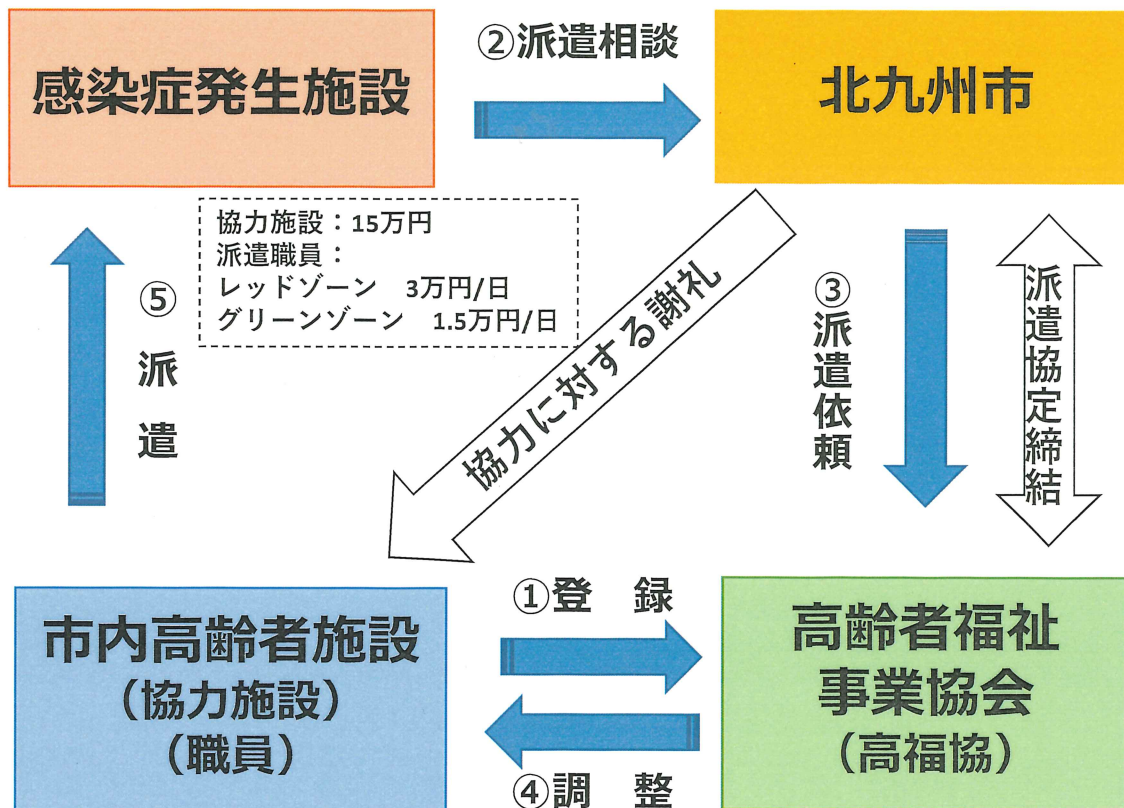 感染症発生施設
②派遣相談
北九州市
協力施設：15万円
派遣職員：
レッドゾーン　3万円/日
グリーンゾーン　1.5万円/日
⑤派遣
協力に対する謝礼
③派遣依頼
派遣協定締結
市内高齢者施設
（協力施設）
（職員）
①登　録
④調　整
高齢者福祉
事業協会
（高福協）